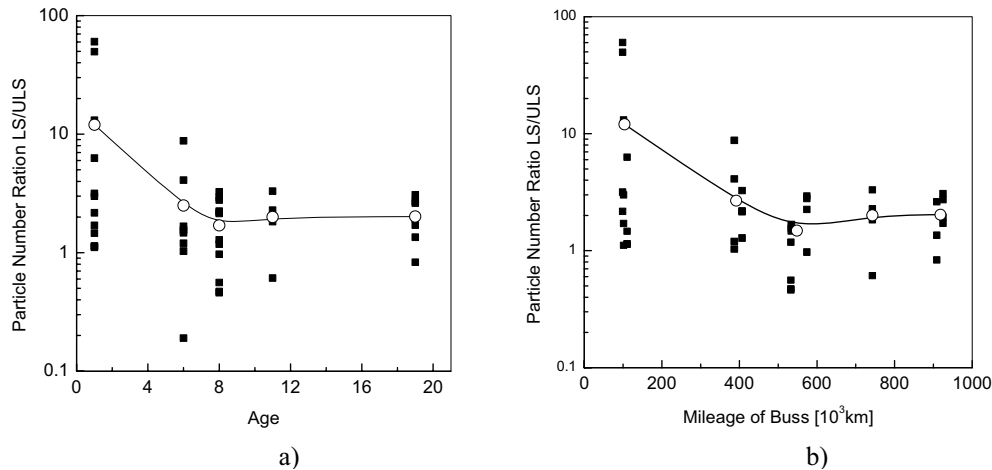 100
10
1
0.1
0 4 8 12 16 20
Particle Number Ration LS/ULS
Age
a)
100
10
1
0.1
0 200 400 600 800 1000
Particle Number Ratio LS/ULS
Mileage of Buss [10³km]
b)